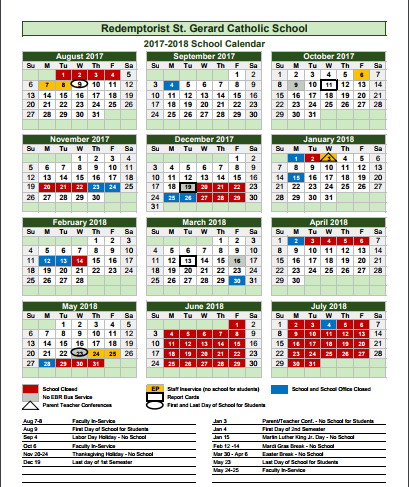 Redemptorist St. Gerard Catholic School
2017-2018 School Calendar
August 2017
Su M Tu W Th F Sa
1 2 3 4 5
6 7 8 9 10 11 12
13 14 15 16 17 18 19
20 21 22 23 24 25 26
27 28 29 30 31
September 2017
Su M Tu W Th F Sa
1 2
3 4 5 6 7 8 9
10 11 12 13 14 15 16
17 18 19 20 21 22 23
24 25 26 27 28 29 30
October 2017
Su M Tu W Th F Sa
1 2 3 4 5 6 7
8 9 10 11 12 13 14
15 16 17 18 19 20 21
22 23 24 25 26 27 28
29 30 31
November 2017
Su M Tu W Th F Sa
1 2 3 4
5 6 7 8 9 10 11
12 13 14 15 16 17 18
19 20 21 22 23 24 25
26 27 28 29 30
December 2017
Su M Tu W Th F Sa
1 2
3 4 5 6 7 8 9
10 11 12 13 14 15 16
17 18 19 20 21 22 23
24 25 26 27 28 29 30
31
January 2018
Su M Tu W Th F Sa
1 2 3 4 5 6
7 8 9 10 11 12 13
14 15 16 17 18 19 20
21 22 23 24 25 26 27
28 29 30 31
February 2018
Su M Tu W Th F Sa
1 2 3
4 5 6 7 8 9 10
11 12 13 14 15 16 17
18 19 20 21 22 23 24
25 26 27 28
March 2018
Su M Tu W Th F Sa
1 2 3
4 5 6 7 8 9 10
11 12 13 14 15 16 17
18 19 20 21 22 23 24
25 26 27 28 29 30 31
April 2018
Su M Tu W Th F Sa
1 2 3 4 5 6 7
8 9 10 11 12 13 14
15 16 17 18 19 20 21
22 23 24 25 26 27 28
29 30
May 2018
Su M Tu W Th F Sa
1 2 3 4 5
6 7 8 9 10 11 12
13 14 15 16 17 18 19
20 21 22 23 24 25 26
27 28 29 30 31
June 2018
Su M Tu W Th F Sa
1 2
3 4 5 6 7 8 9
10 11 12 13 14 15 16
17 18 19 20 21 22 23
24 25 26 27 28 29 30
July 2018
Su M Tu W Th F Sa
1 2 3 4 5 6 7
8 9 10 11 12 13 14
15 16 17 18 19 20 21
22 23 24 25 26 27 28
29 30 31
School Closed EP Staff Inservice (no school for students) School and School Office Closed
No EBR Bus Service Report Cards
Parent Teacher Conferences First and Last Day of School for Students
Aug 7-8 Faculty In-Service Jan 3 Parent/Teacher Conf. - No School for Students
Aug 9 First Day of School for Students Jan 4 First Day of 2nd Semester
Sep 4 Labor Day Holiday - No School Jan 15 Martin Luther King Jr. Day - No School
Oct 6 Faculty In-Service Feb 12 -14 Mardi Gras Break - No School
Nov 20-24 Thanksgiving Holiday - No School Mar 30 - Apr 6 Easter Break - No School
Dec 19 Last day of 1st Semester May 23 Last Day of School for Students
May 24-25 Faculty In-Service